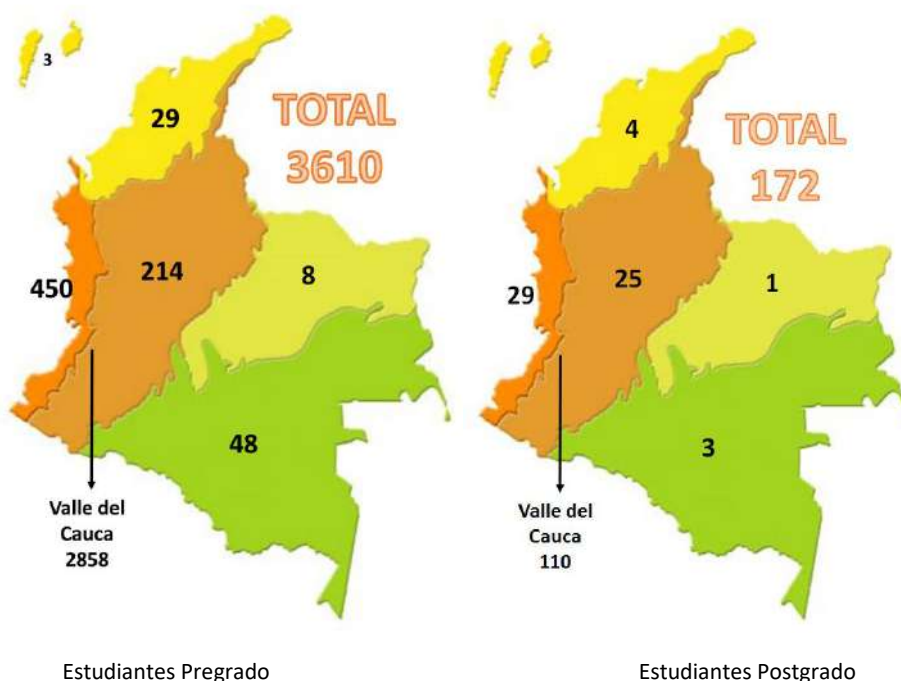 3
29
TOTAL
3610
450
214
8
48
Valle del
Cauca
2858
4
TOTAL
172
29
25
1
3
Valle del
Cauca
110
Estudiantes Pregrado
Estudiantes Postgrado